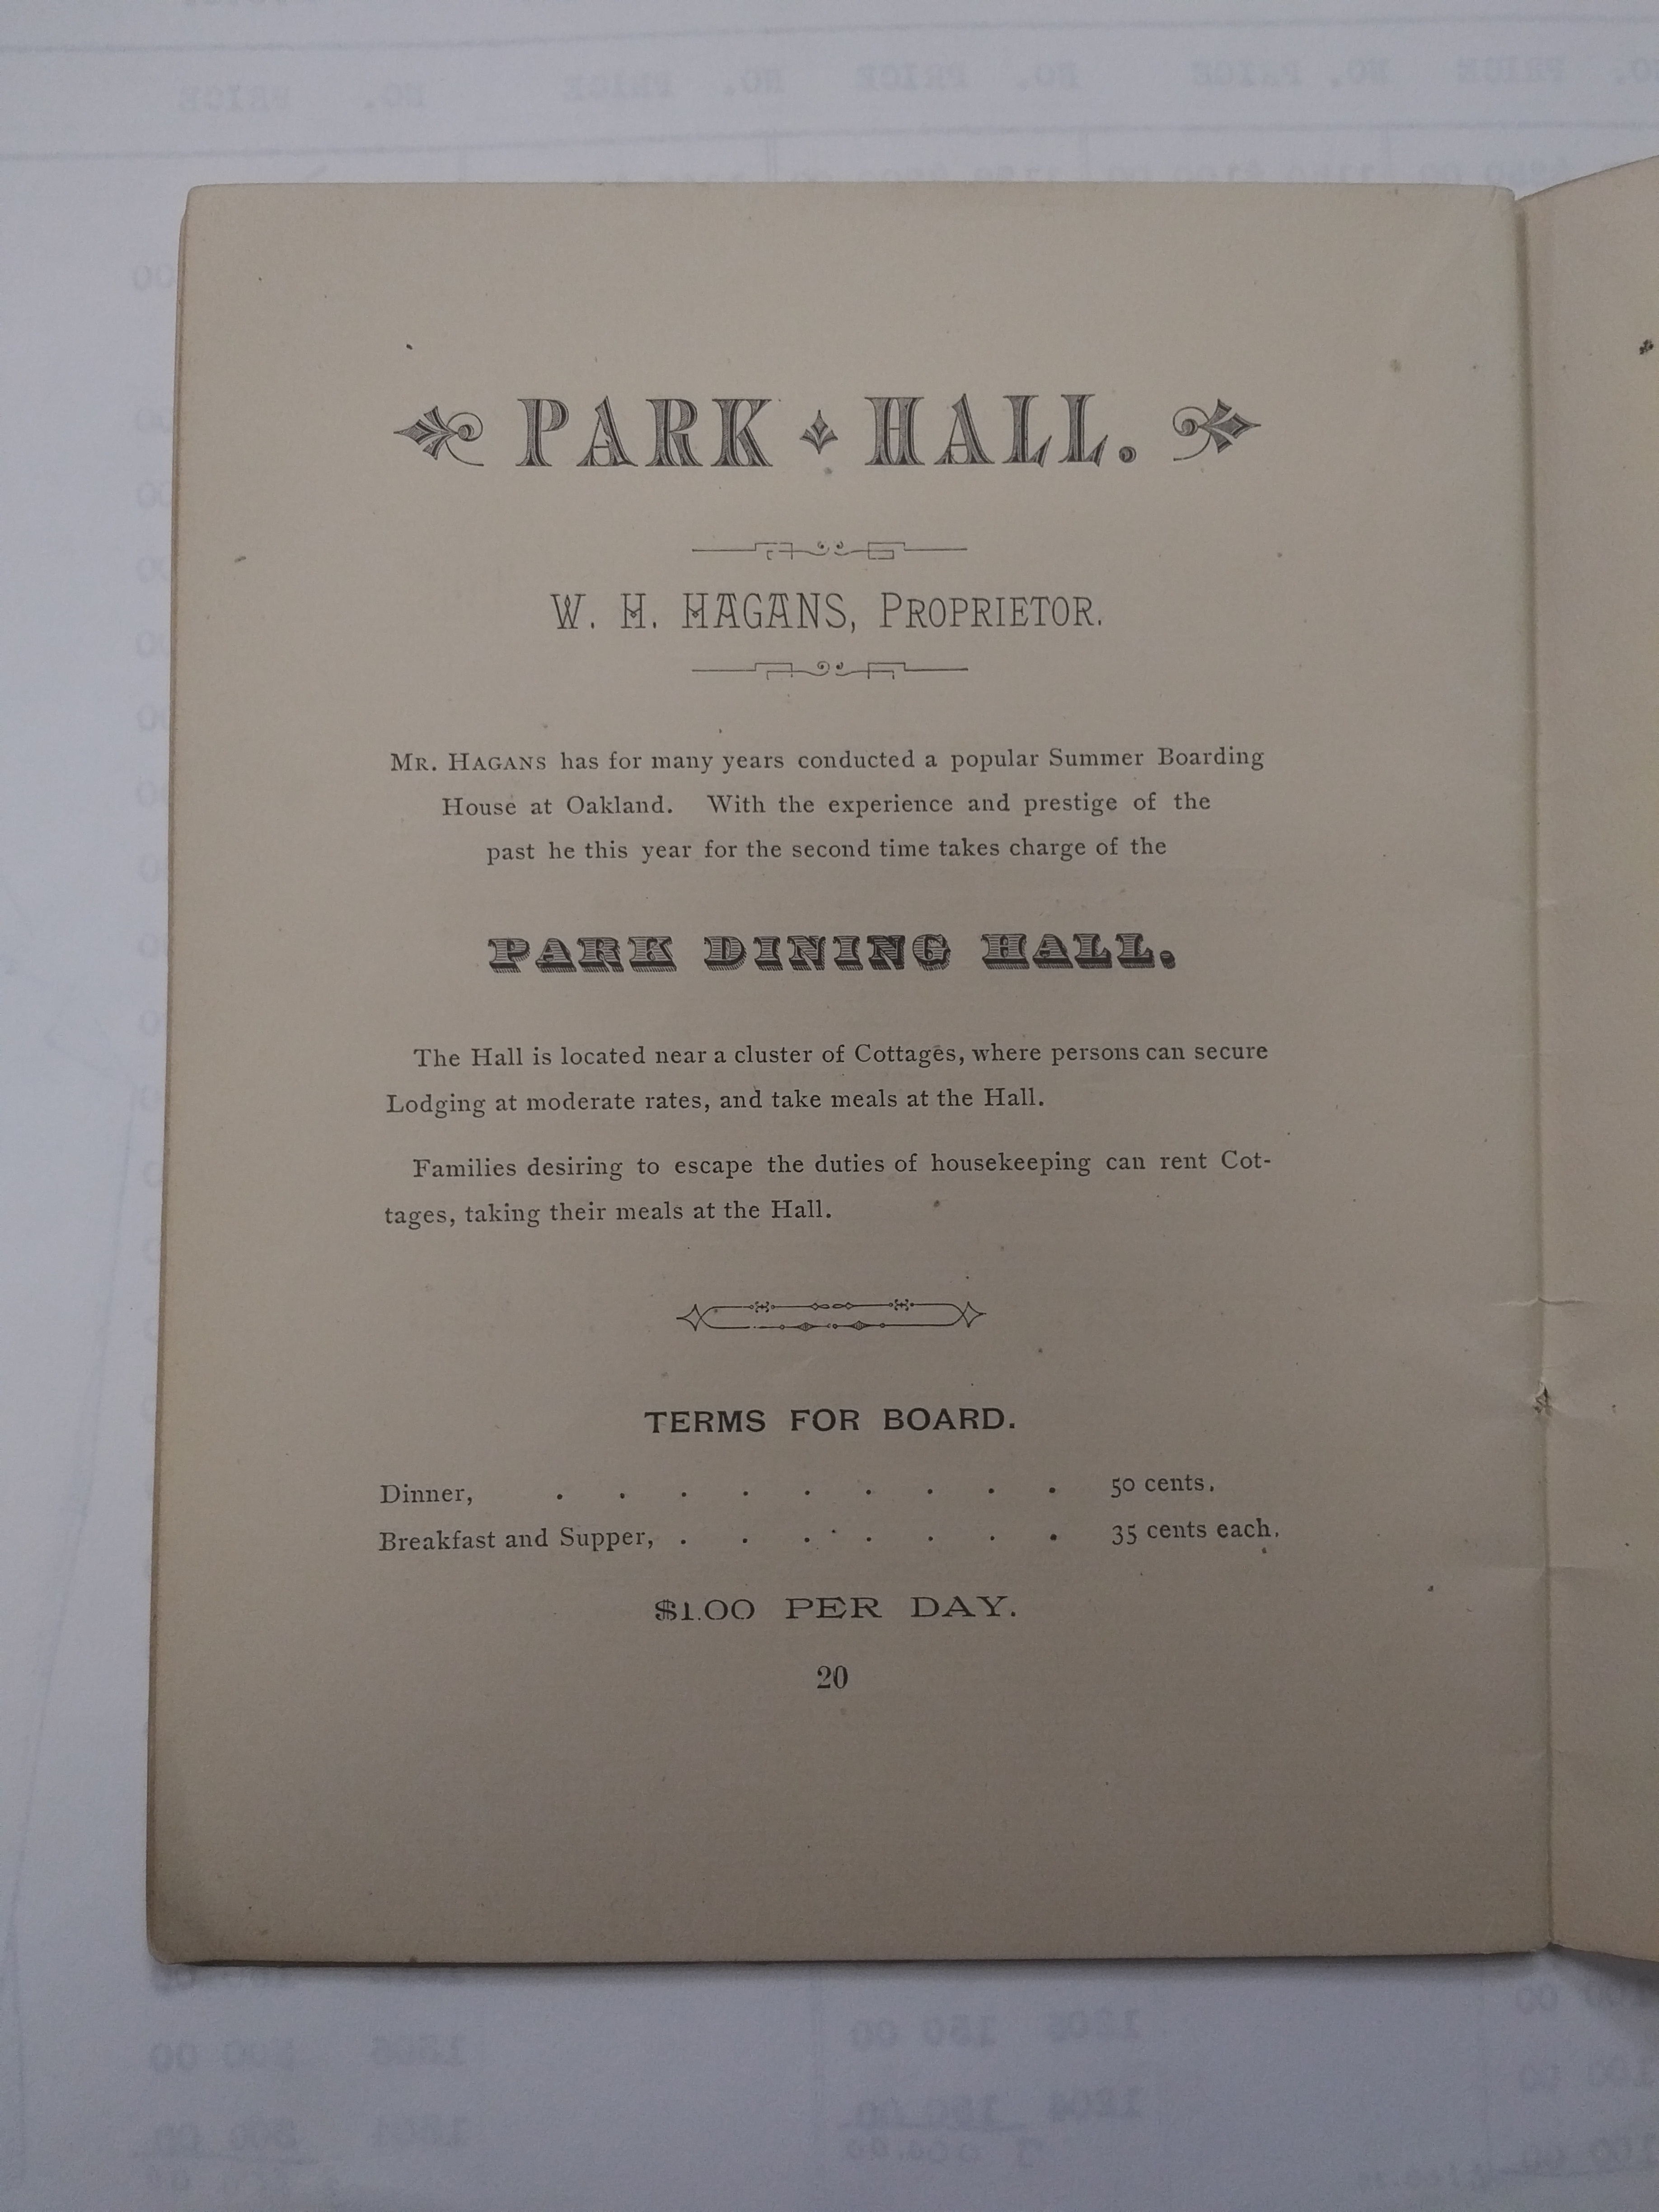 PARK HALL.
W. H. HAGANS, PROPRIETOR.
MR. HAGANS has for many years conducted a popular Summer Boarding
House at Oakland. With the experience and prestige of the
past he this year for the second time takes charge of the
PARK DINING HALL.
The Hall is located near a cluster of Cottages, where persons can secure
Lodging at moderate rates, and take meals at the Hall.
Families desiring to escape the duties of housekeeping can rent Cot-
tages, taking their meals at the Hall.
TERMS FOR BOARD.
Dinner, . . . . . . . . . 50 cents.
Breakfast and Supper, . . . . . . . 35 cents each.
$1.00 PER DAY.
20